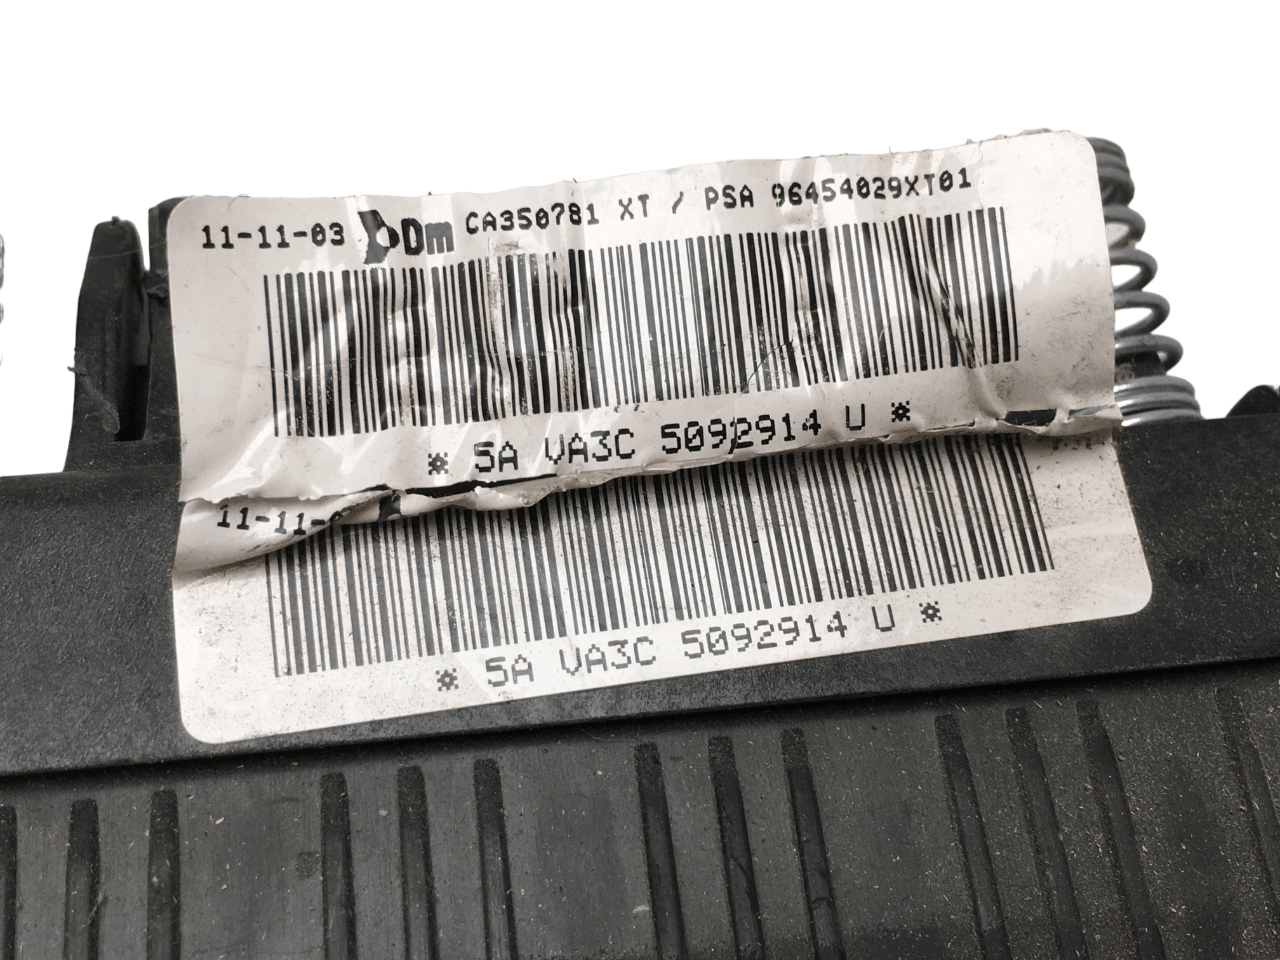 11-11-03 Dm CA350781 XT / PSA 96454029XT01
* 5A VA3C 5092914 U *
11-11-
* 5A VA3C 5092914 U *